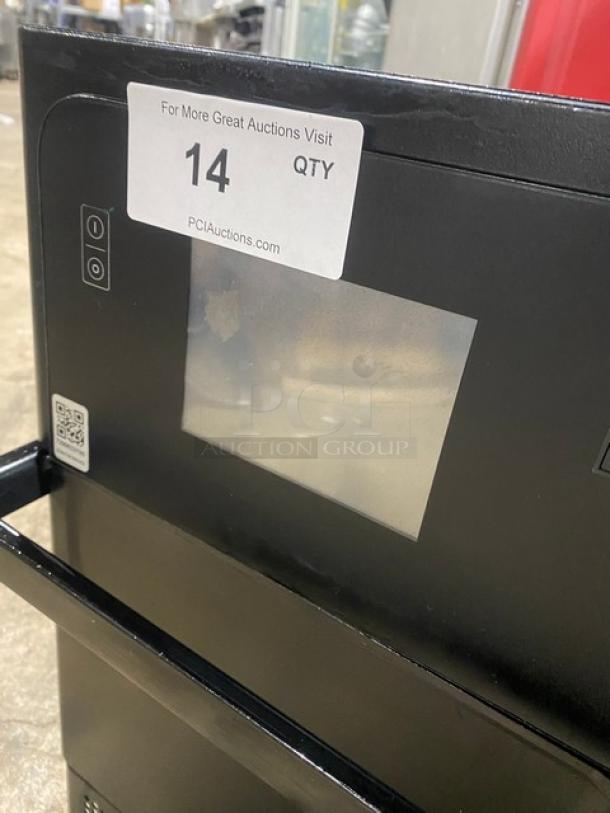 For More Great Auctions Visit
14 QTY
PCIAuctions.com
PCI
AUCTION GROUP